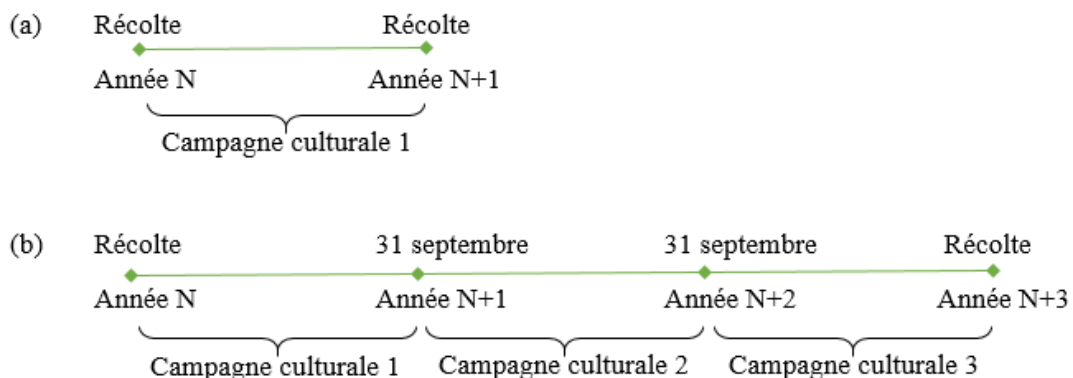 (a) Récolte Récolte
Année N Année N+1
Campagne culturale 1
(b) Récolte 31 septembre 31 septembre Récolte
Année N Année N+1 Année N+2 Année N+3
Campagne culturale 1 Campagne culturale 2 Campagne culturale 3